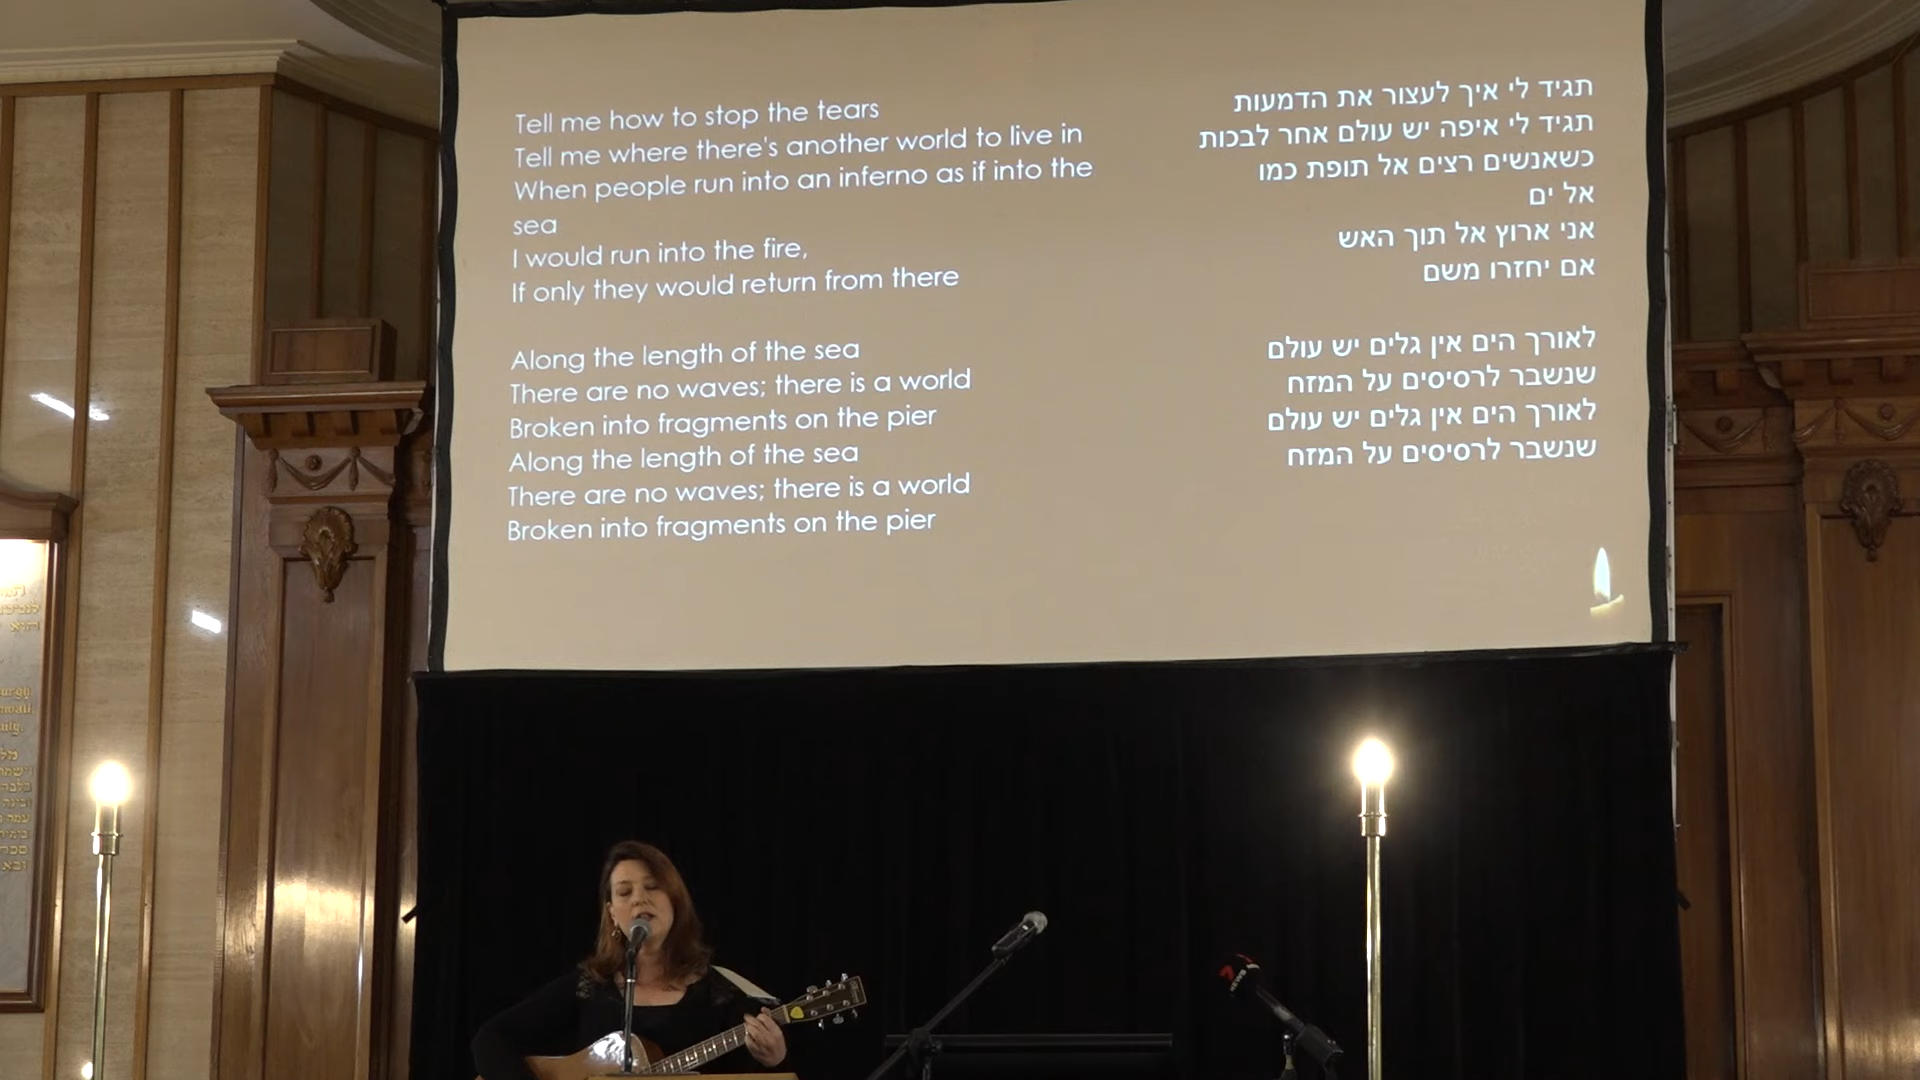 Tell me how to stop the tears
Tell me where there's another world to live in
When people run into an inferno as if into the
sea
I would run into the fire,
If only they would return from there
Along the length of the sea
There are no waves; there is a world
Broken into fragments on the pier
Along the length of the sea
There are no waves; there is a world
Broken into fragments on the pier
תגיד לי איך לעצור את הדמעות
תגיד לי איפה יש עולם אחר לבכות
כשאנשים רצים אל תופת כמו
אל ים
אני ארוץ אל תוך האש
אם יחזרו משם
לאורך הים אין גלים יש עולם
שנשבר לרסיסים על המזח
לאורך הים אין גלים יש עולם
שנשבר לרסיסים על המזח
7